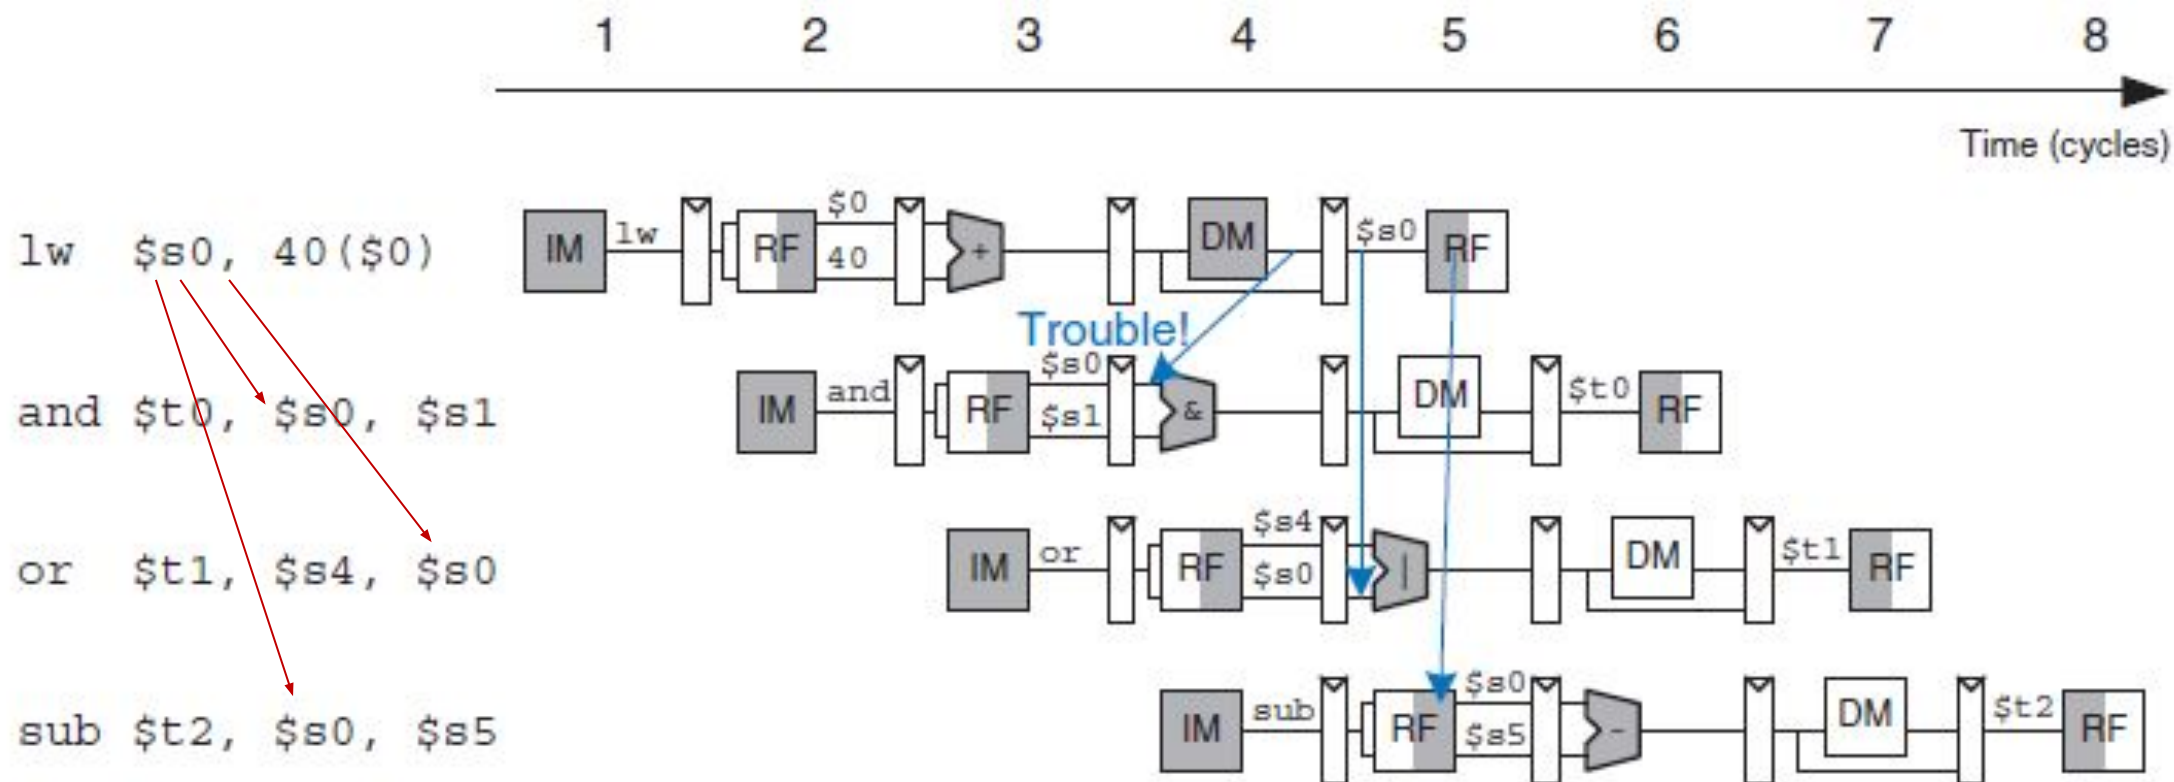 1 2 3 4 5 6 7 8
Time (cycles)
lw $s0, 40($0)
IM lw RF $0 40 + DM $s0 RF
Trouble!
and $t0, $s0, $s1
IM and RF $s0 $s1 & DM $t0 RF
or $t1, $s4, $s0
IM or RF $s4 $s0 | DM $t1 RF
sub $t2, $s0, $s5
IM sub RF $s0 $s5 - DM $t2 RF